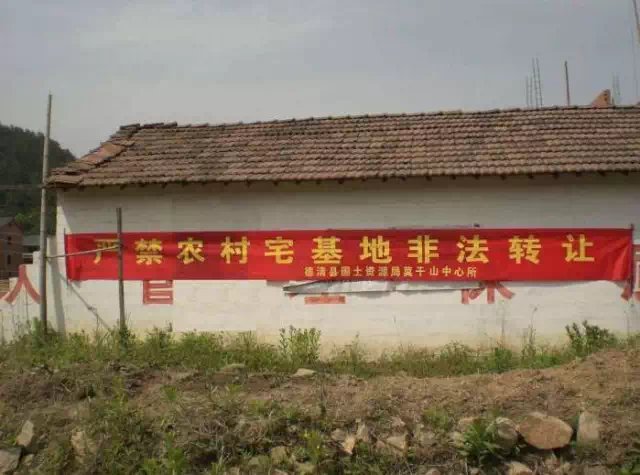 严禁农村宅基地非法转让
德清县国土资源局莫干山中心所